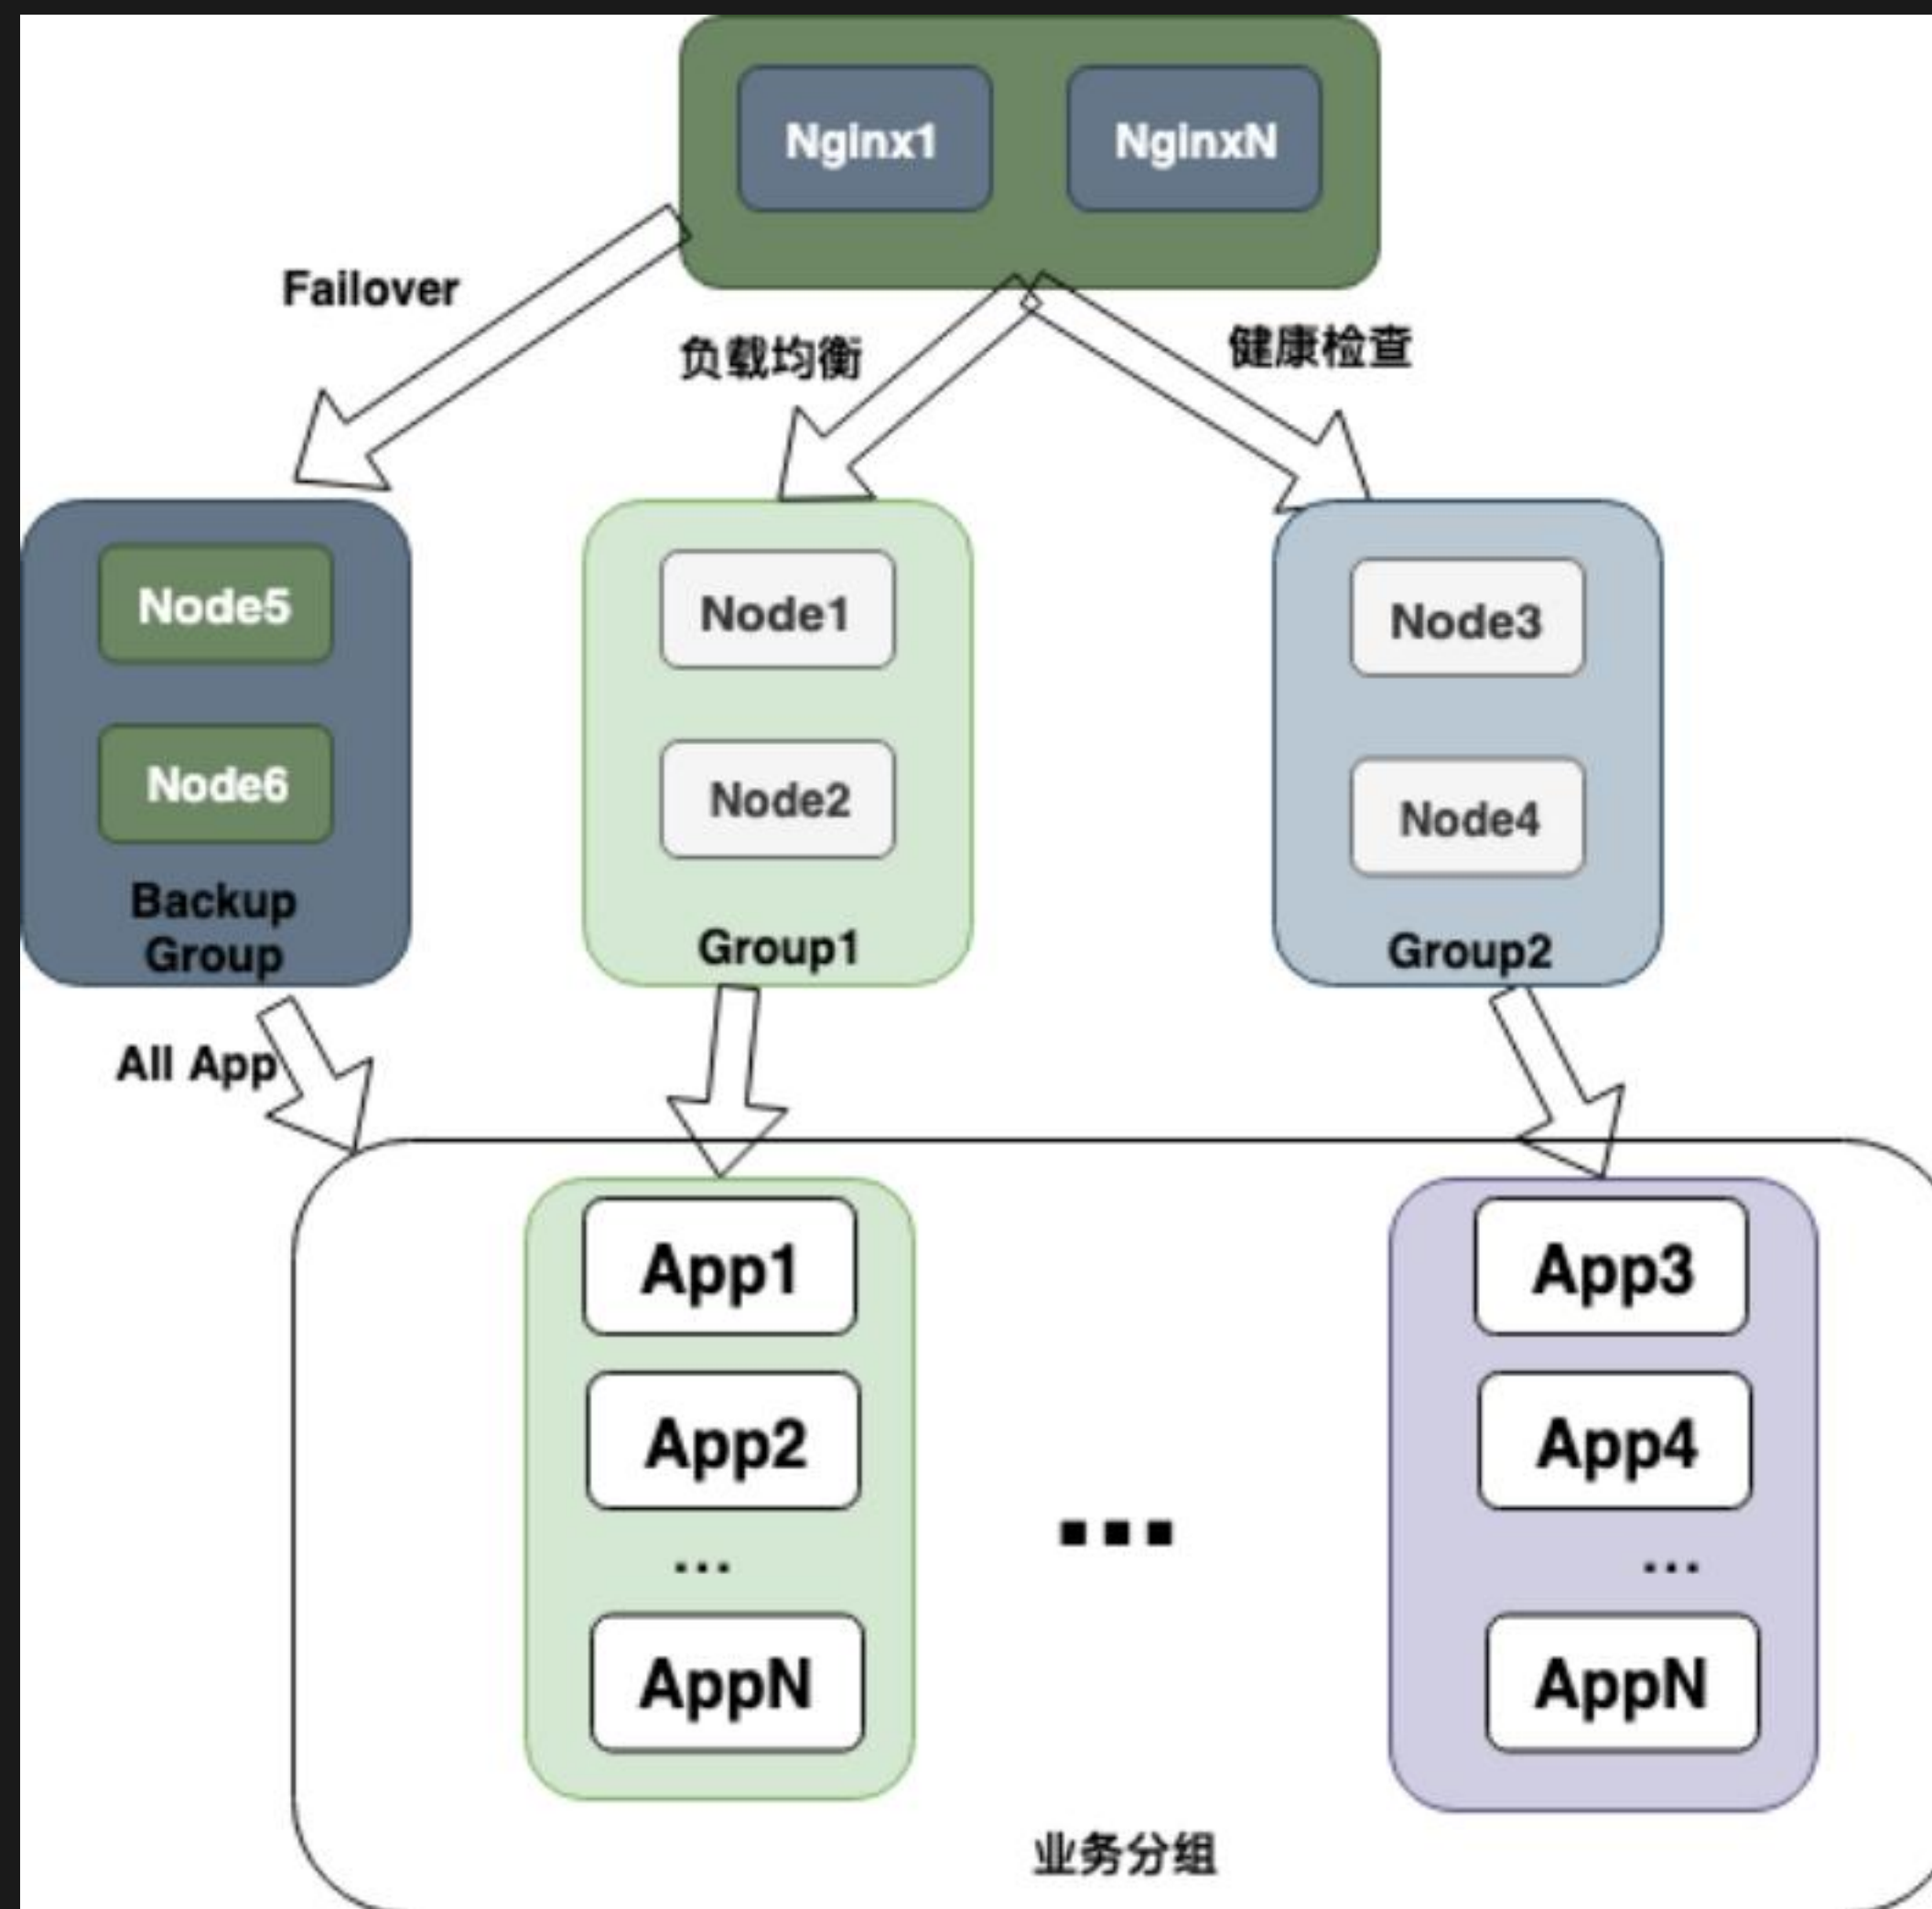 Nginx1
NginxN
Failover
负载均衡
健康检查
Node5
Node6
Backup
Group
Node1
Node2
Group1
Node3
Node4
Group2
All App
App1
App2
...
AppN
...
App3
App4
...
AppN
业务分组